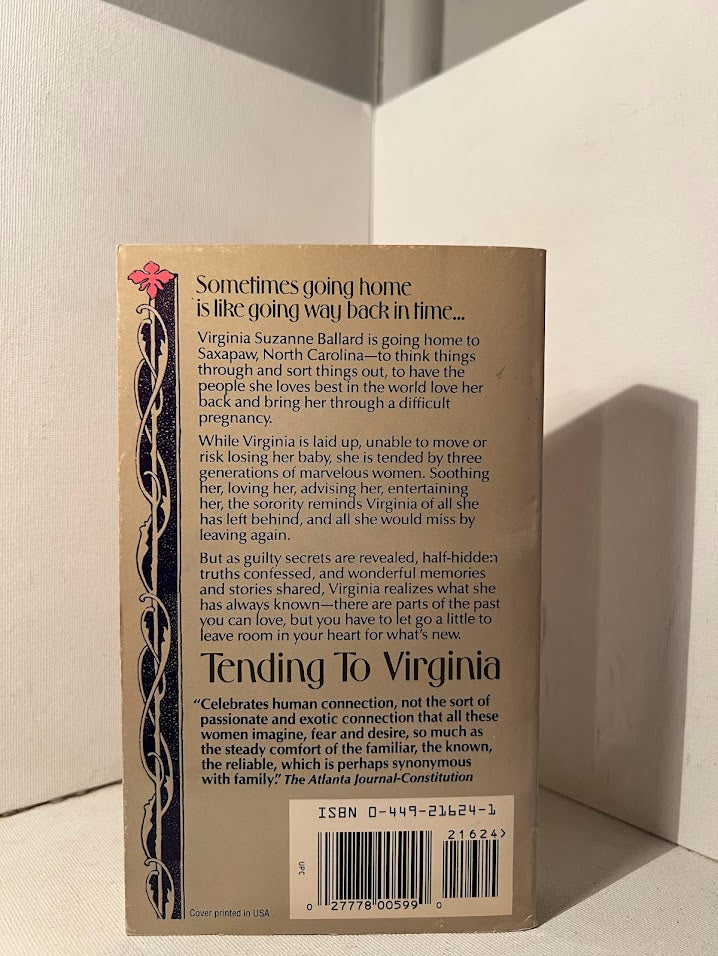 Sometimes going home
is like going way back in time...
Virginia Suzanne Ballard is going home to
Saxapaw, North Carolina—to think things
through and sort things out, to have the
people she loves best in the world love her
back and bring her through a difficult
pregnancy.
While Virginia is laid up, unable to move or
risk losing her baby, she is tended by three
generations of marvelous women. Soothing
her, loving her, advising her, entertaining
her, the sorority reminds Virginia of all she
has left behind, and all she would miss by
leaving again.
But as guilty secrets are revealed, half-hidden
truths confessed, and wonderful memories
and stories shared, Virginia realizes what she
has always known—there are parts of the past
you can love, but you have to let go a little to
leave room in your heart for what's new.
Tending To Virginia
"Celebrates human connection, not the sort of
passionate and exotic connection that all these
women imagine, fear and desire, so much as
the steady comfort of the familiar, the known,
the reliable, which is perhaps synonymous
with family." The Atlanta Journal-Constitution
ISBN 0-449-21624-1
21624>
UPC
0 27778 00599 0
Cover printed in USA